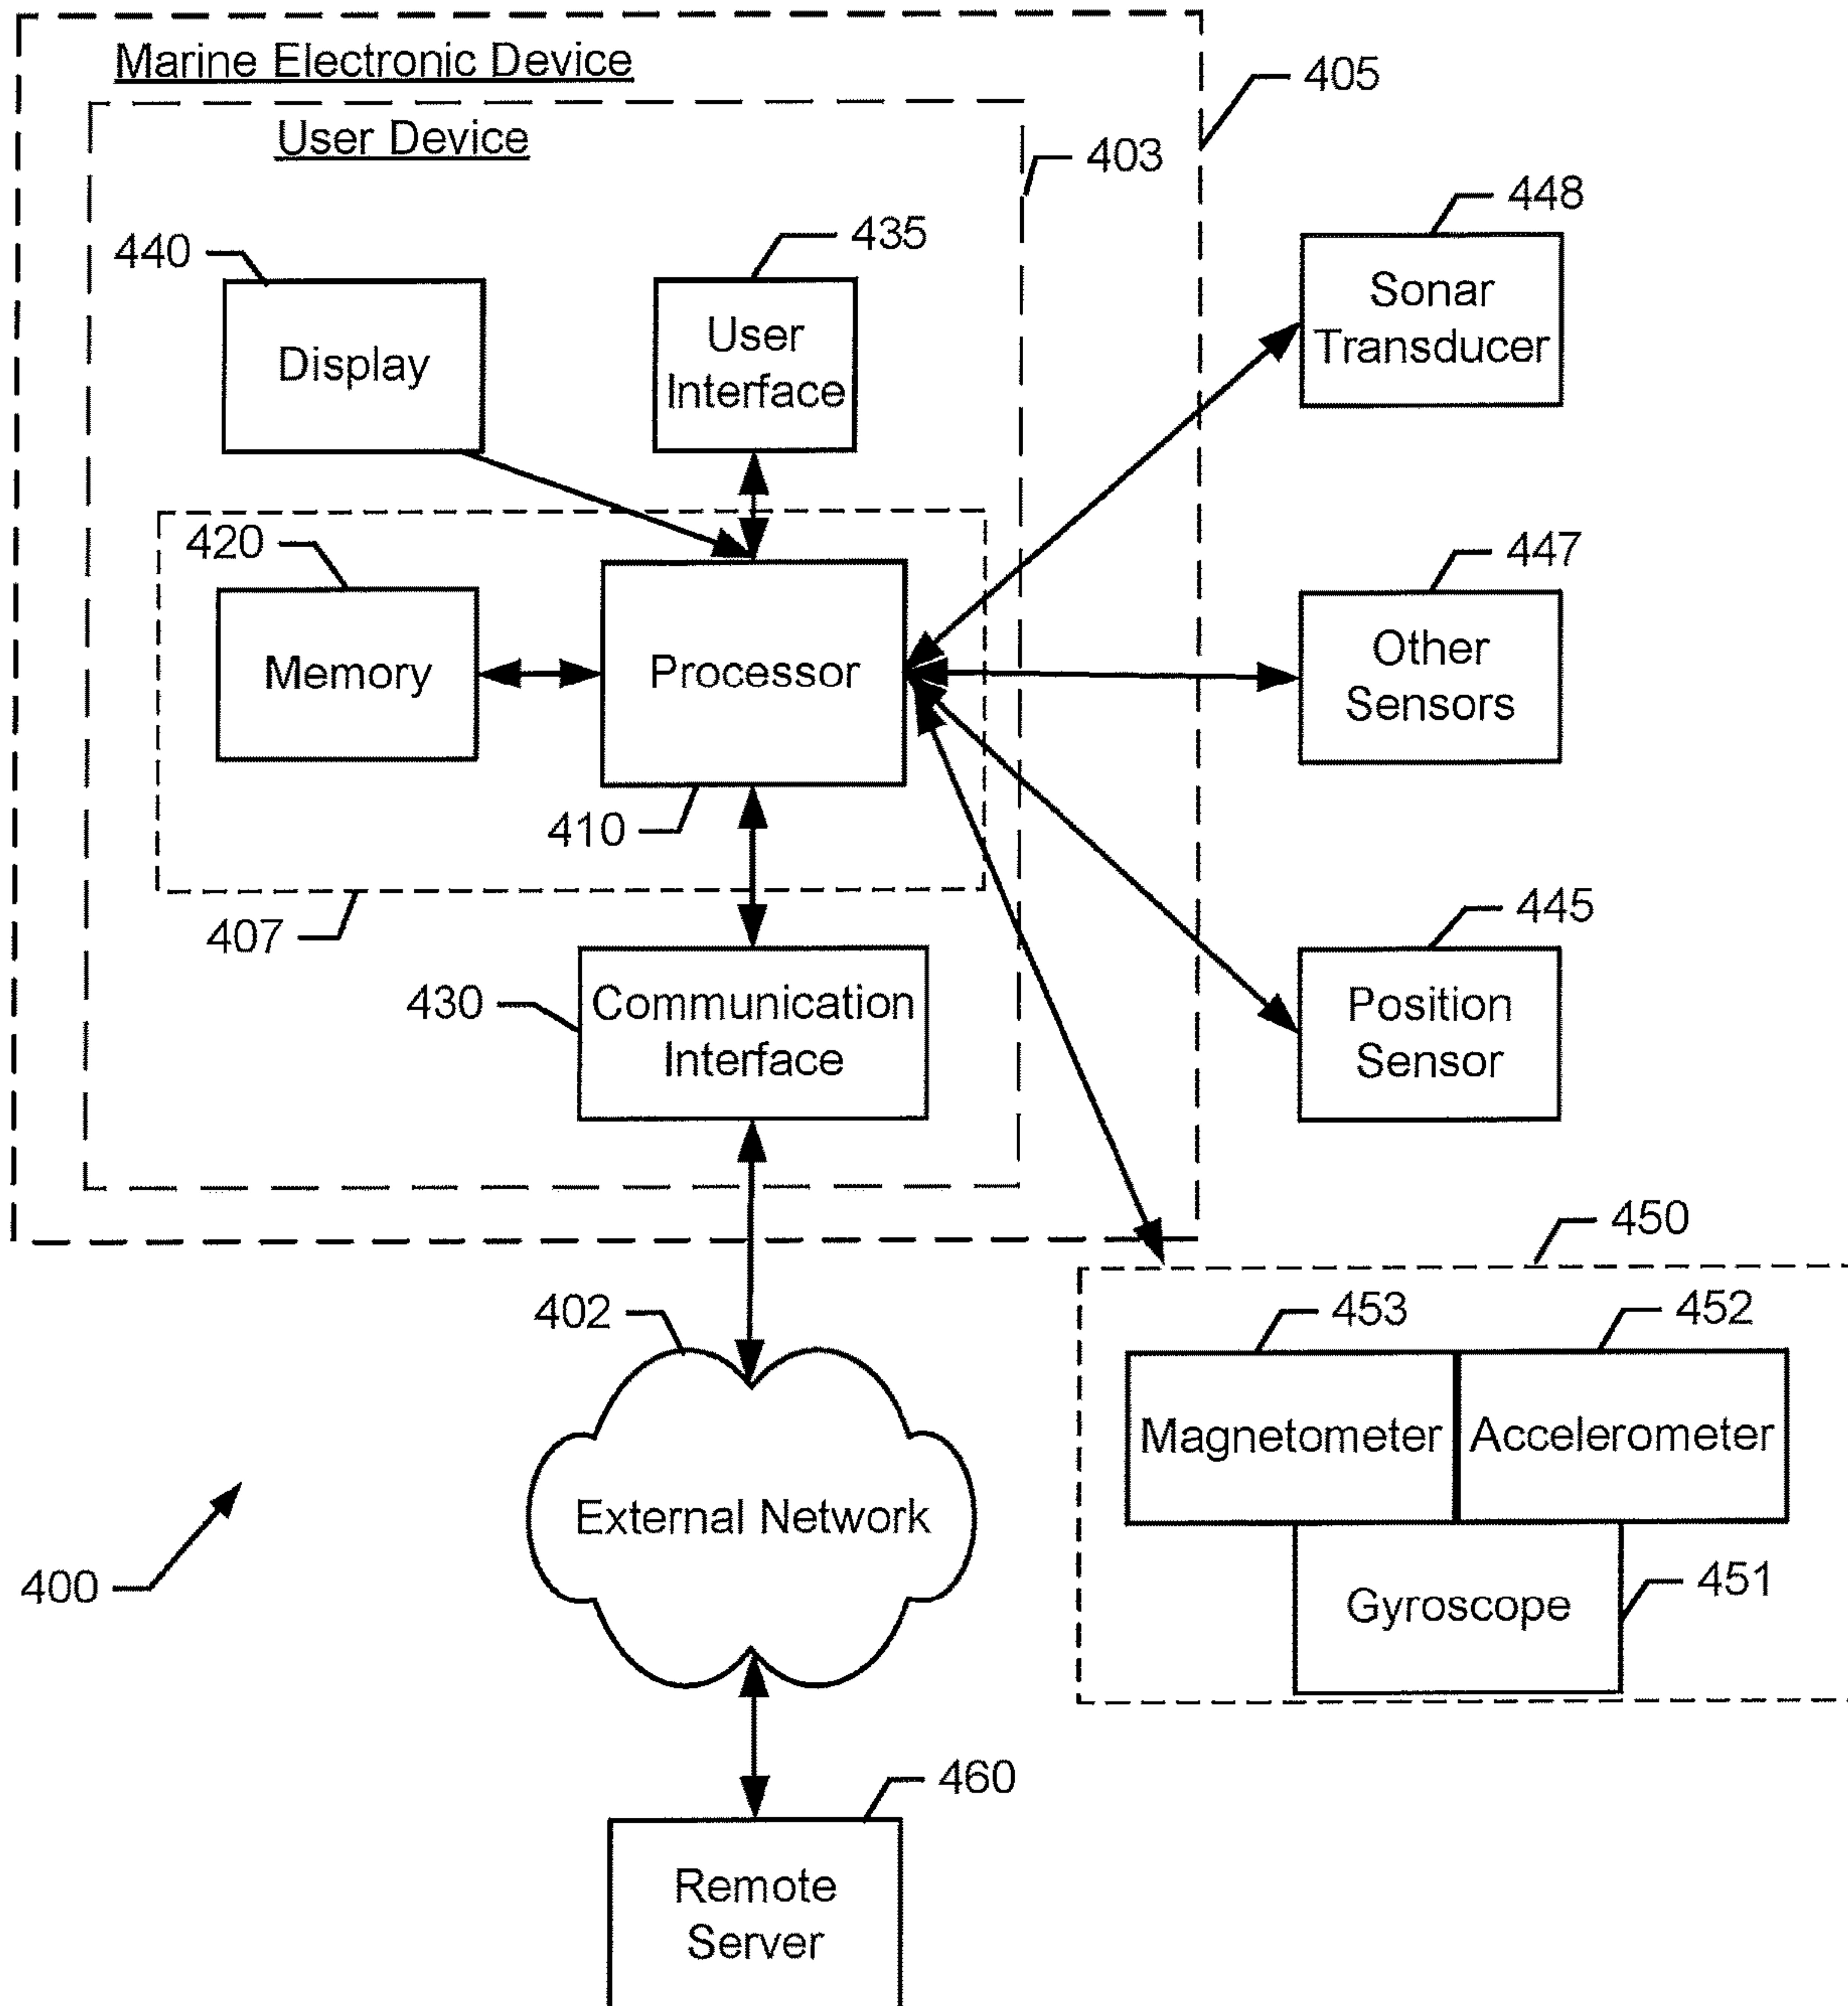 Marine Electronic Device
405
User Device
403
448
440
435
Sonar
Transducer
User
Interface
Display
420
447
Memory
Processor
Other
Sensors
410
407
445
430
Communication
Interface
Position
Sensor
450
402
453
452
Magnetometer
Accelerometer
External Network
400
451
Gyroscope
460
Remote
Server